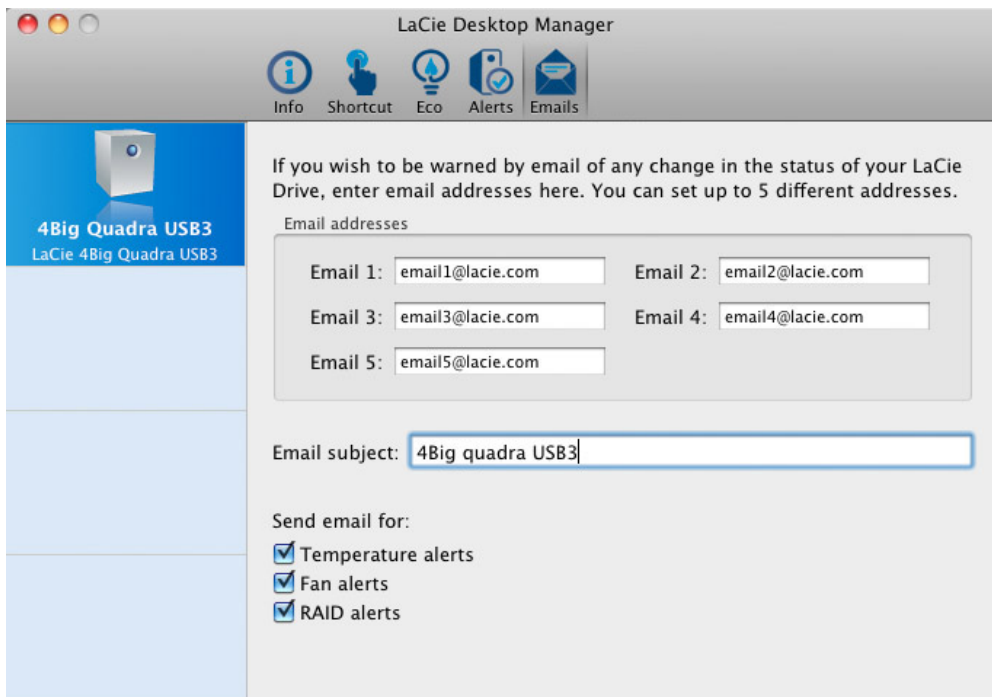 LaCie Desktop Manager
Info Shortcut Eco Alerts Emails
4Big Quadra USB3
LaCie 4Big Quadra USB3
If you wish to be warned by email of any change in the status of your LaCie
Drive, enter email addresses here. You can set up to 5 different addresses.
Email addresses
Email 1: email1@lacie.com Email 2: email2@lacie.com
Email 3: email3@lacie.com Email 4: email4@lacie.com
Email 5: email5@lacie.com
Email subject: 4Big quadra USB3
Send email for:
Temperature alerts
Fan alerts
RAID alerts